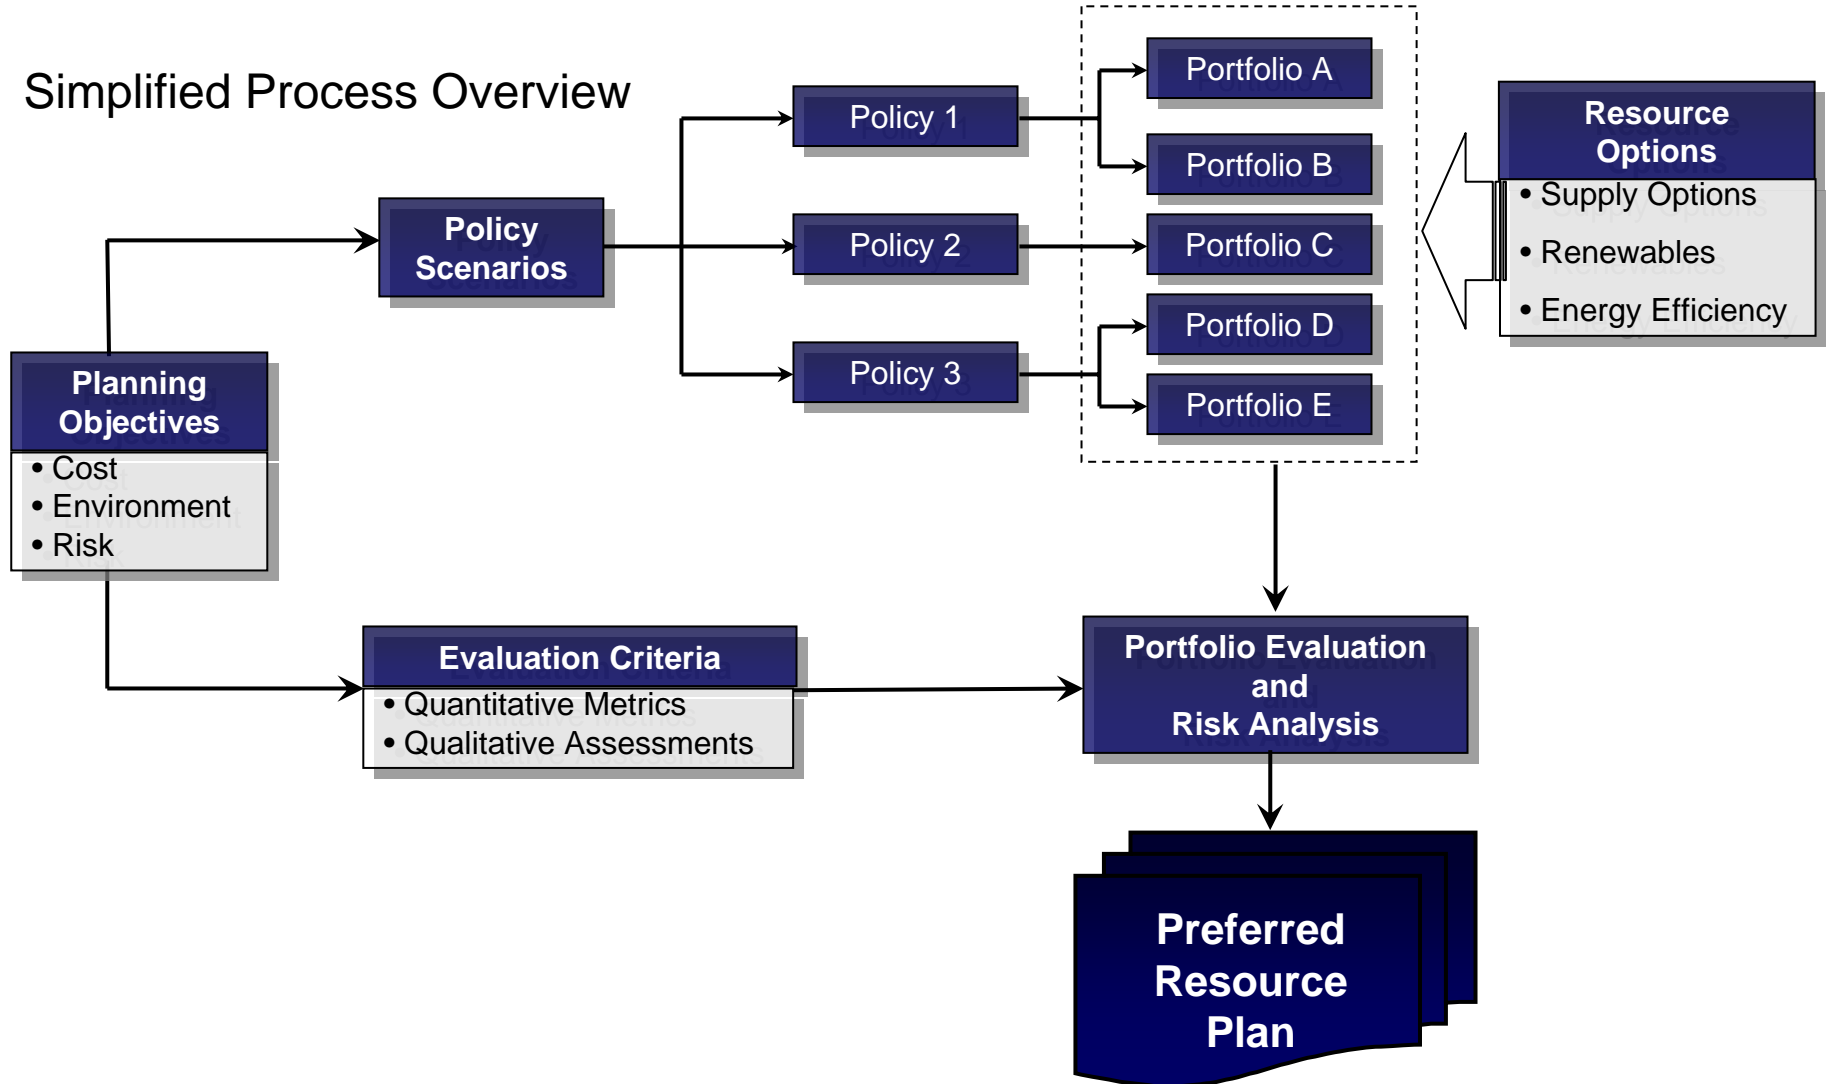 Simplified Process Overview
Planning
Objectives
• Cost
• Environment
• Risk
Policy
Scenarios
Policy 1
Policy 2
Policy 3
Portfolio A
Portfolio B
Portfolio C
Portfolio D
Portfolio E
Resource
Options
• Supply Options
• Renewables
• Energy Efficiency
Evaluation Criteria
• Quantitative Metrics
• Qualitative Assessments
Portfolio Evaluation
and
Risk Analysis
Preferred
Resource
Plan